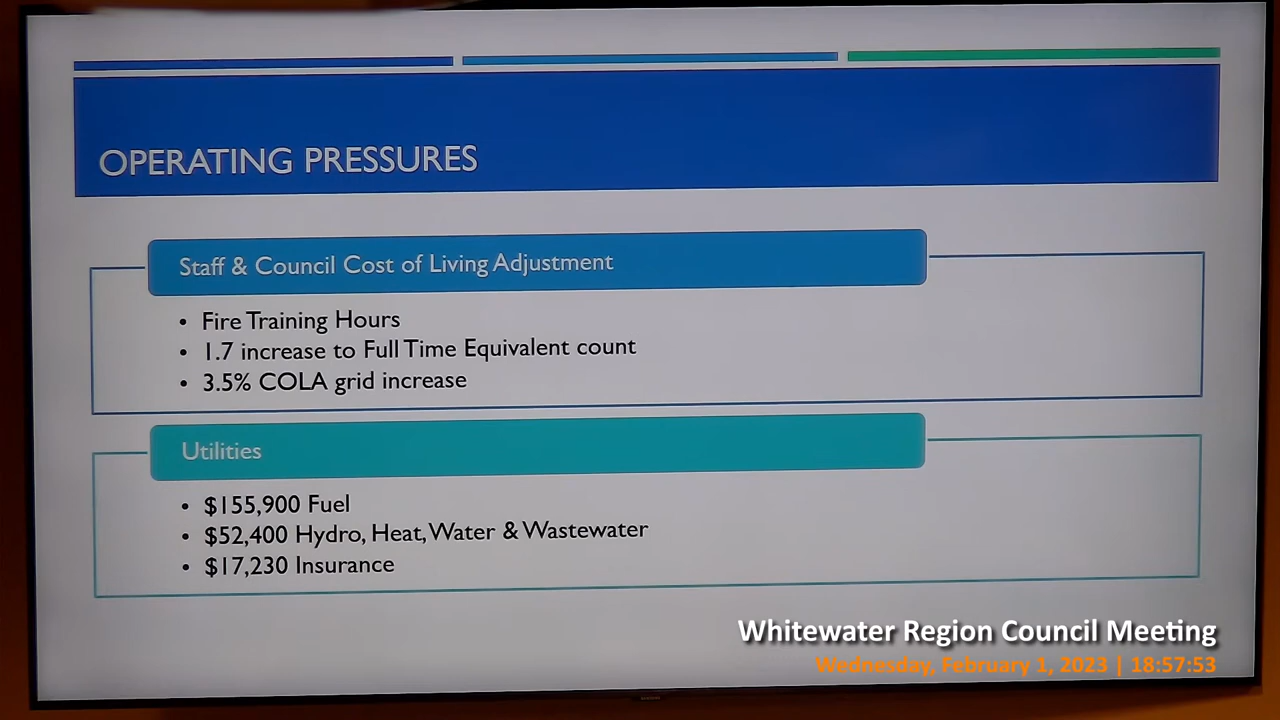 OPERATING PRESSURES
Staff & Council Cost of Living Adjustment
• Fire Training Hours
• 1.7 increase to Full Time Equivalent count
• 3.5% COLA grid increase
Utilities
• $155,900 Fuel
• $52,400 Hydro, Heat, Water & Wastewater
• $17,230 Insurance
Whitewater Region Council Meeting
Wednesday, February 1, 2023 | 18:57:53